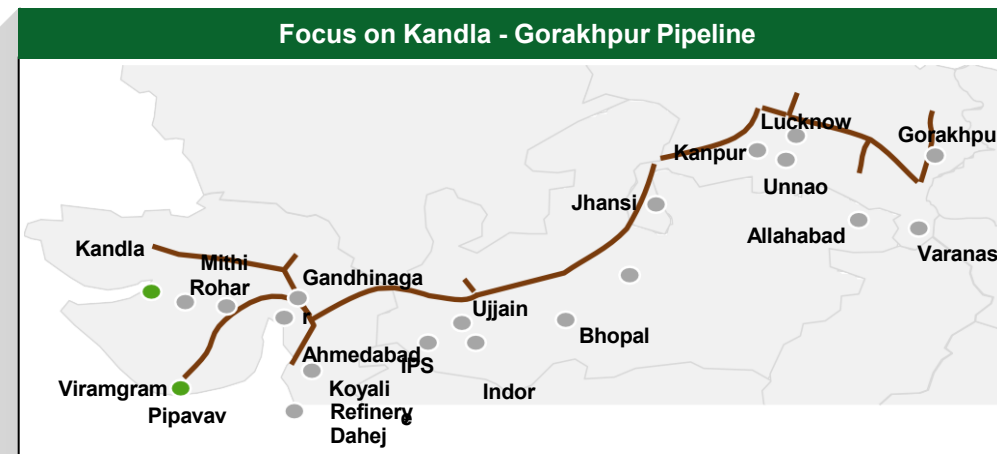 Focus on Kandla - Gorakhpur Pipeline
Lucknow
Gorakhpu
Kanpur
Unnao
Jhansi
Allahabad
Varanas
Kandla
Mithi
Rohar
Gandhinaga
r
Ujjain
Bhopal
Ahmedabad
IPS
Viramgram
Pipavav
Koyali
Refinery
Dahej
Indor
e